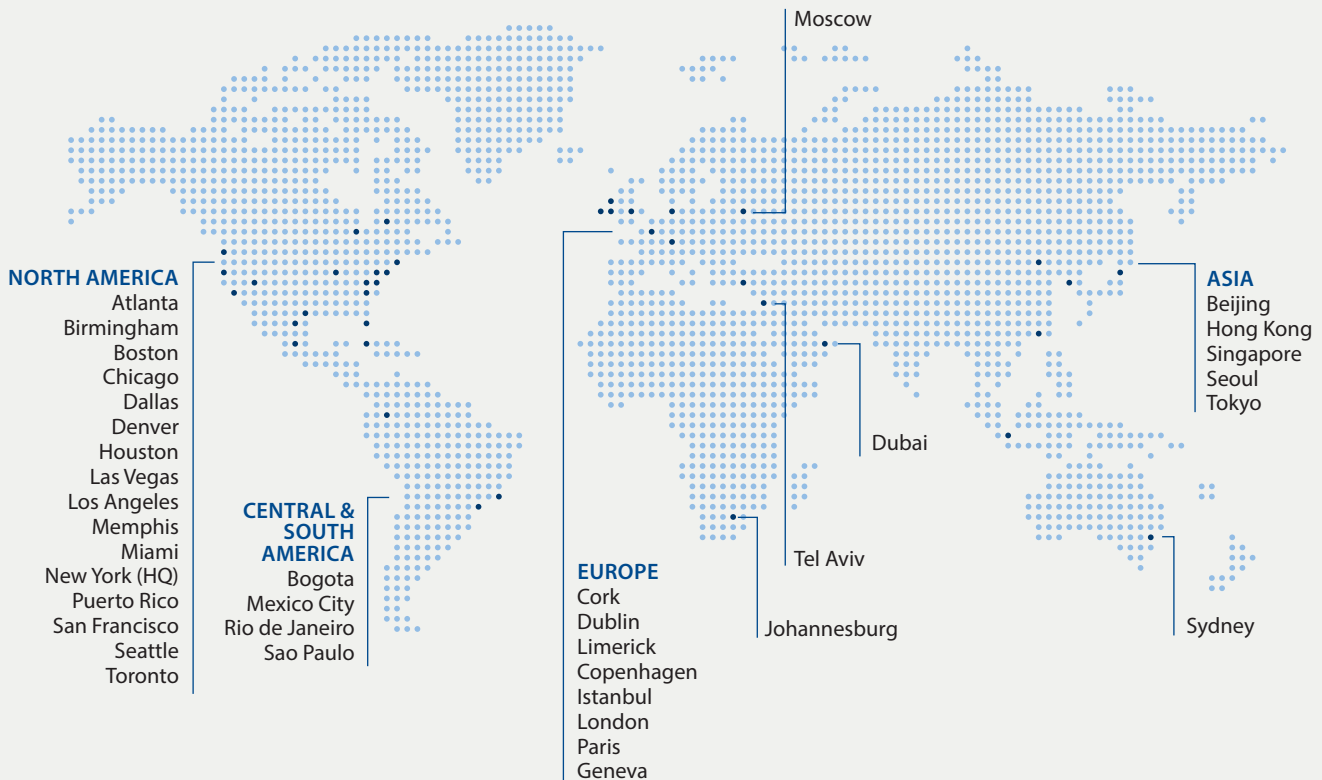 Moscow
NORTH AMERICA
Atlanta
Birmingham
Boston
Chicago
Dallas
Denver
Houston
Las Vegas
Los Angeles
Memphis
Miami
New York (HQ)
Puerto Rico
San Francisco
Seattle
Toronto
CENTRAL &
SOUTH
AMERICA
Bogota
Mexico City
Rio de Janeiro
Sao Paulo
EUROPE
Cork
Dublin
Limerick
Copenhagen
Istanbul
London
Paris
Geneva
Tel Aviv
Johannesburg
Dubai
ASIA
Beijing
Hong Kong
Singapore
Seoul
Tokyo
Sydney